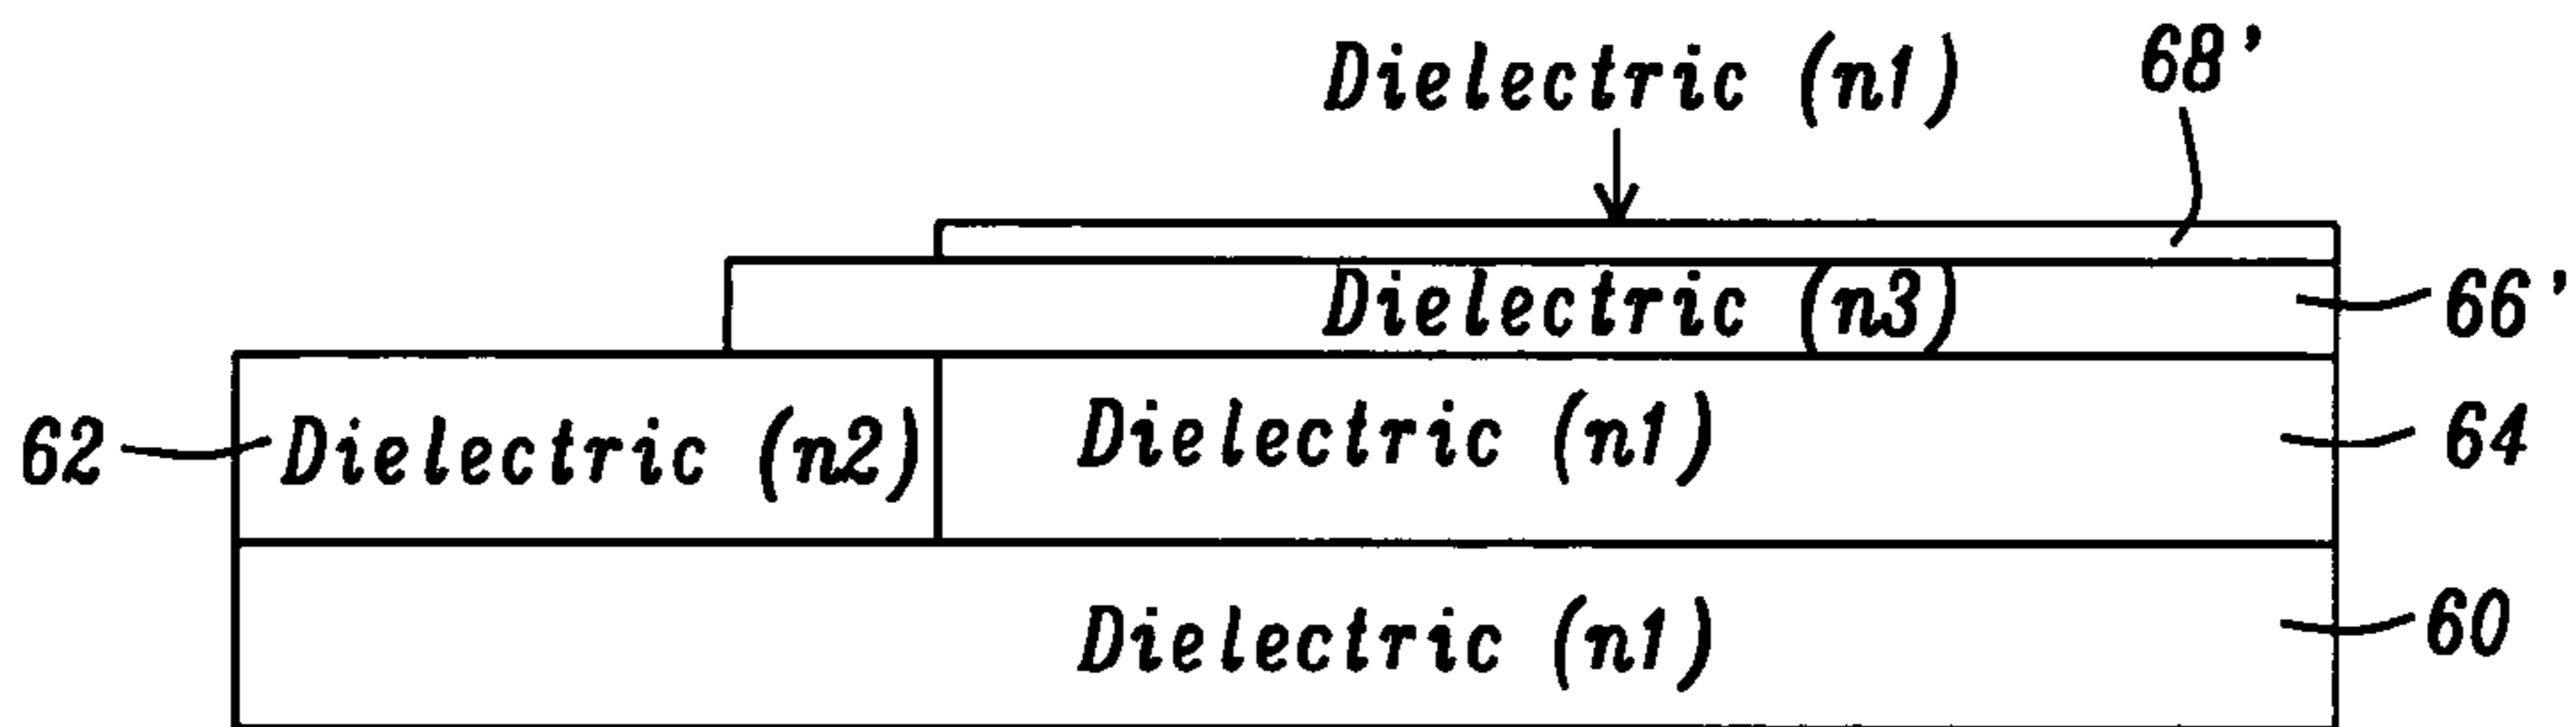 Dielectric (n1)
68'
Dielectric (n3)
66'
62
Dielectric (n2)
Dielectric (n1)
64
Dielectric (n1)
60